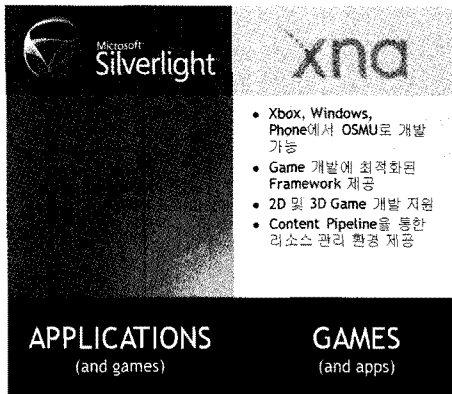 Microsoft
Silverlight
xna
• Xbox, Windows,
Phone에서 OSMU로 개발
가능
• Game 개발에 최적화된
Framework 제공
• 2D 및 3D Game 개발 지원
• Content Pipeline을 통한
리소스 관리 환경 제공
APPLICATIONS
(and games)
GAMES
(and apps)